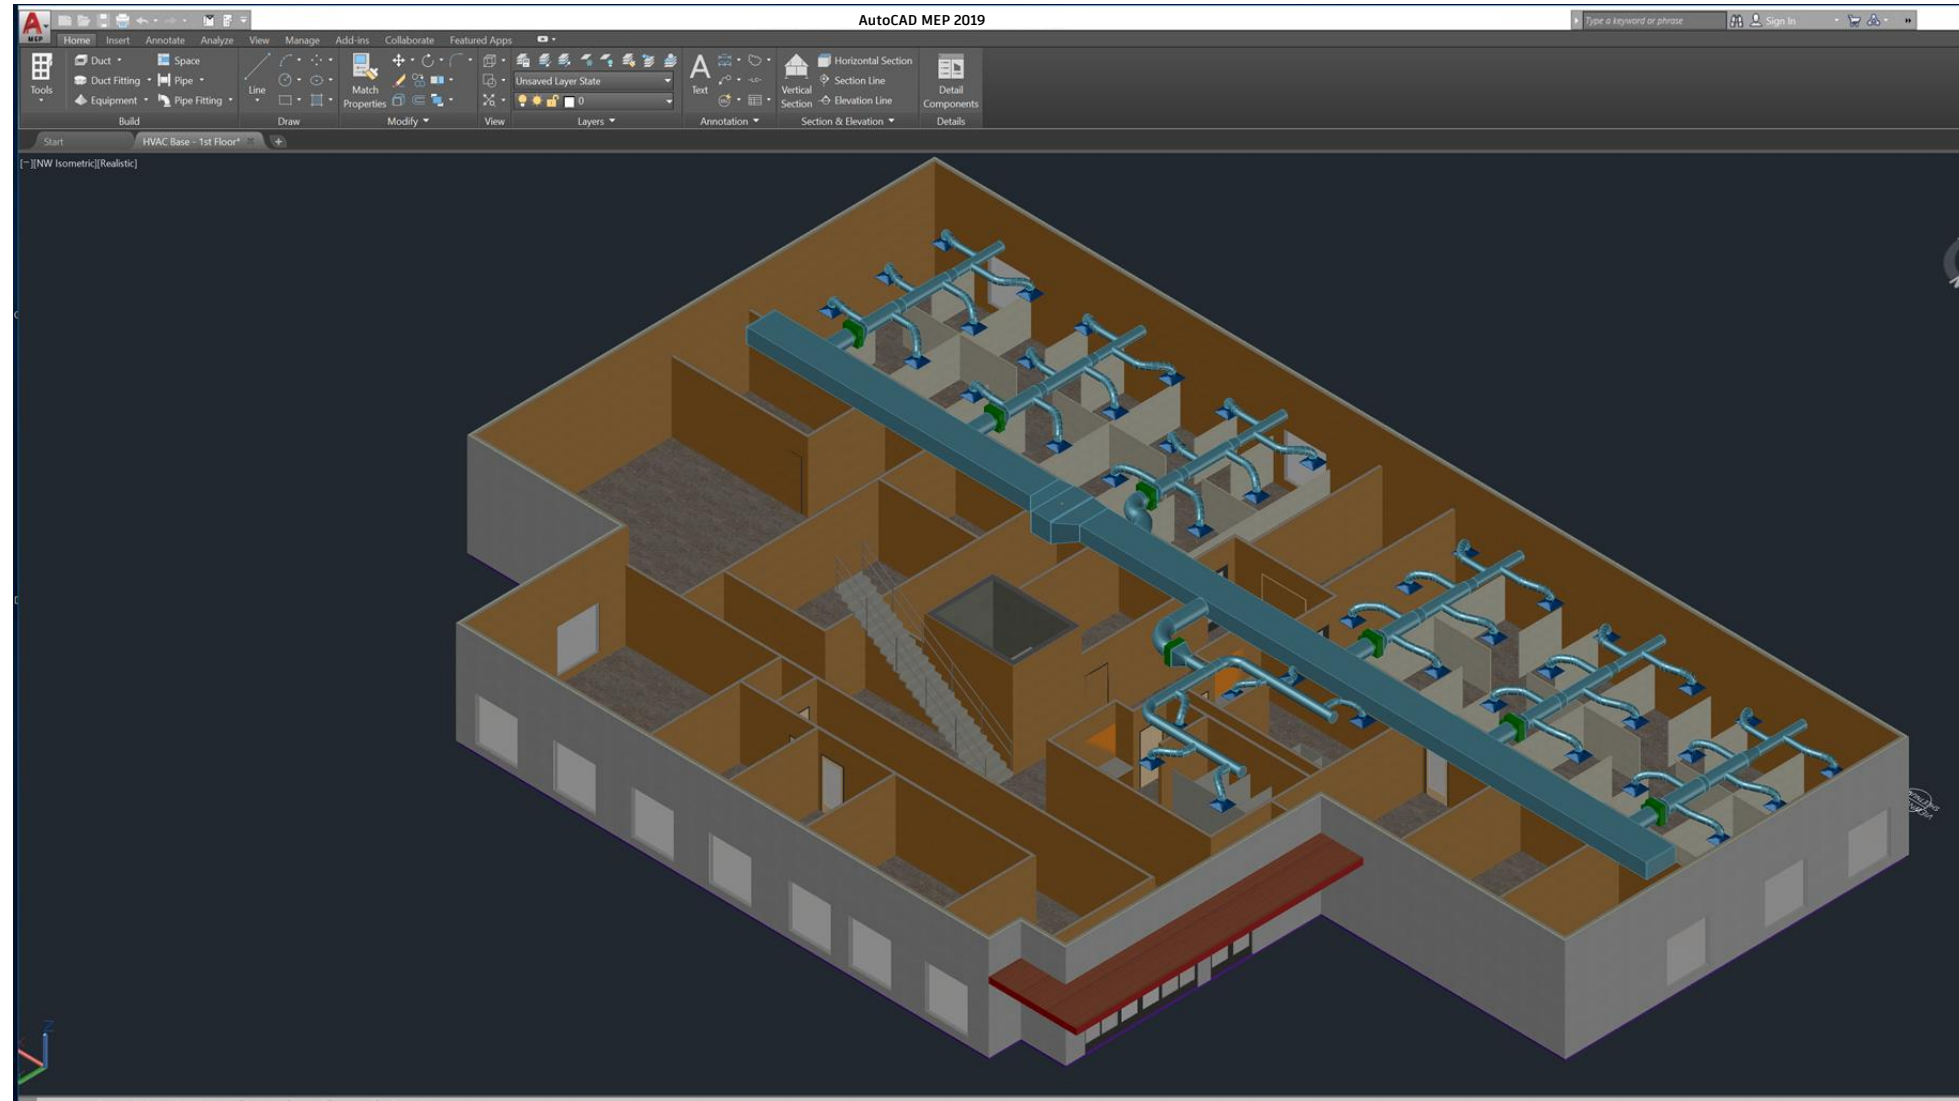 AutoCAD MEP 2019
Type a keyword or phrase
Sign In
MEP
Home Insert Annotate Analyze View Manage Add-ins Collaborate Featured Apps
Tools
Duct
Duct Fitting
Equipment
Space
Pipe
Pipe Fitting
Build
Line
Draw
Match
Properties
Modify
View
Unsaved Layer State
0
Layers
A
Text
Annotation
Vertical
Section
Horizontal Section
Section Line
Elevation Line
Section & Elevation
Detail
Components
Details
Start
HVAC Base - 1st Floor*
[−][NW Isometric][Realistic]
Z